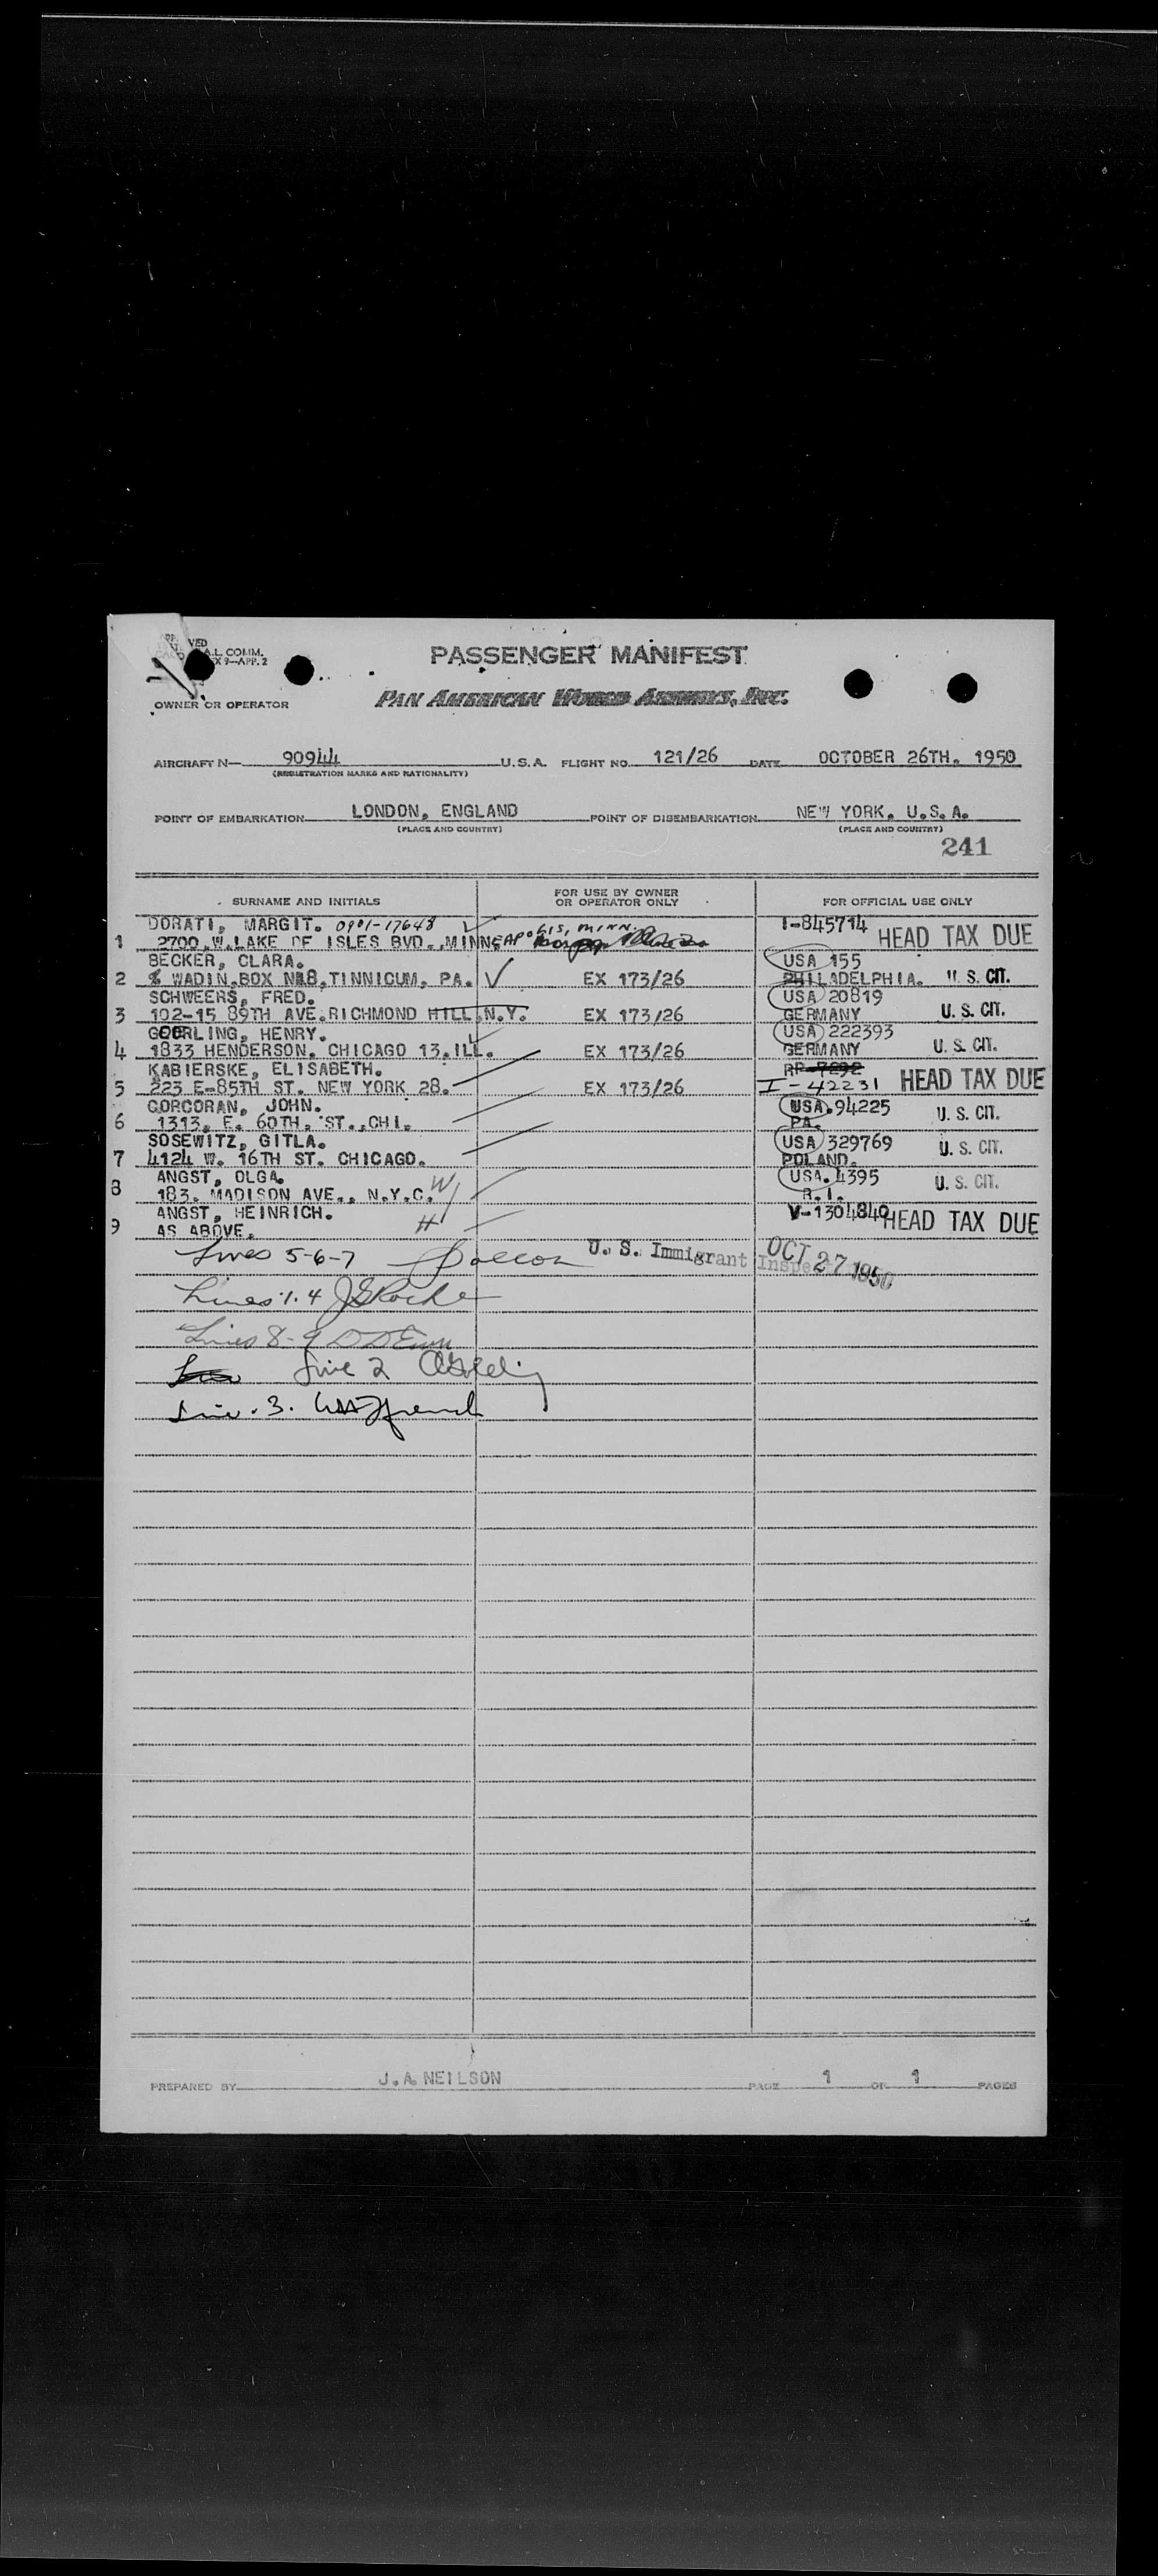 VED
A.L. COMM.
X 9—APP. 2
PASSENGER MANIFEST
OWNER OR OPERATOR
PAN AMERICAN WORLD AIRWAYS, INC.
AIRCRAFT N— 90944 U.S.A. FLIGHT NO. 121/26 DATE OCTOBER 26TH. 1950
(REGISTRATION MARKS AND NATIONALITY)
POINT OF EMBARKATION LONDON, ENGLAND POINT OF DISEMBARKATION NEW YORK, U.S.A.
(PLACE AND COUNTRY) (PLACE AND COUNTRY)
241
SURNAME AND INITIALS FOR USE BY OWNER OR OPERATOR ONLY FOR OFFICIAL USE ONLY
DORATI, MARGIT. 0901-17648 I-845714 HEAD TAX DUE
1 2700 W.LAKE OF ISLES BVD., MINNEAPOLIS, MINN.
BECKER, CLARA. USA 155
2 % WADIN.BOX N18,TINNICUM, PA. EX 173/26 PHILADELPHIA. U. S. CIT.
SCHWEERS, FRED. USA 20819
3 102-15 89TH AVE.RICHMOND HILL,N.Y. EX 173/26 GERMANY U. S. CIT.
GOERLING, HENRY. USA 222393
4 1833 HENDERSON. CHICAGO 13.ILL. EX 173/26 GERMANY U. S. CIT.
KABIERSKE, ELISABETH. RP-7292
5 323 E-85TH ST. NEW YORK 28. EX 173/26 I-42231 HEAD TAX DUE
CORCORAN, JOHN. USA.94225
6 1313. E. 60TH. ST., CHI. PA. U. S. CIT.
SOSEWITZ, GITLA. USA 329769
7 4124 W. 16TH ST. CHICAGO. POLAND. U. S. CIT.
ANGST, OLGA. USA. 4395
8 183. MADISON AVE., N.Y.C. W R.I. U. S. CIT.
ANGST, HEINRICH. V-1304840 HEAD TAX DUE
9 AS ABOVE. H
Lines 5-6-7 U. S. Immigrant Inspe OCT 27 1950
Lines 1. 4
Lines 8-9
Line 2
Line. 3.
PREPARED BY J.A.NEILSON PAGE 1 OF 1 PAGES